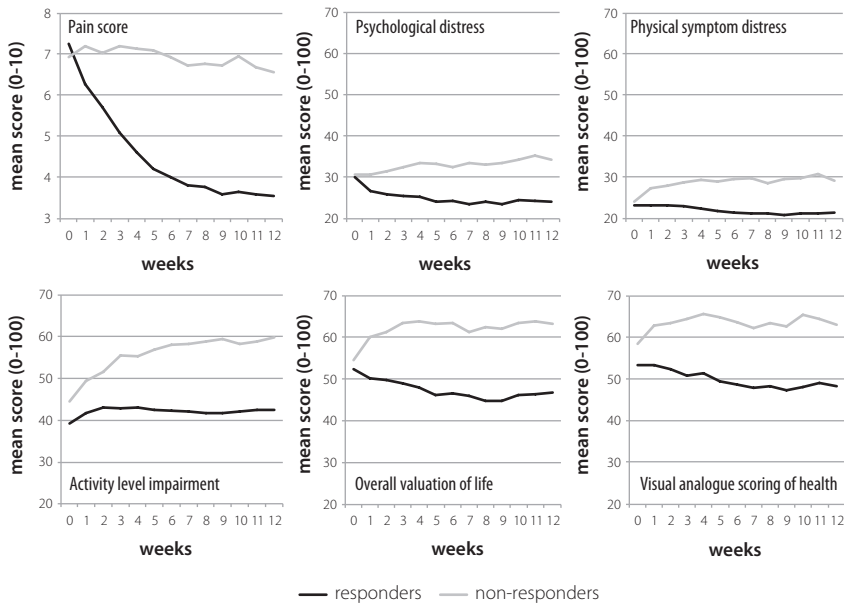 Pain score
mean score (0-10)
8
7
6
5
4
3
0 1 2 3 4 5 6 7 8 9 10 11 12
weeks
Psychological distress
mean score (0-100)
70
60
50
40
30
20
0 1 2 3 4 5 6 7 8 9 10 11 12
weeks
Physical symptom distress
mean score (0-100)
70
60
50
40
30
20
0 1 2 3 4 5 6 7 8 9 10 11 12
weeks
mean score (0-100)
70
60
50
40
30
20
Activity level impairment
0 1 2 3 4 5 6 7 8 9 10 11 12
weeks
mean score (0-100)
70
60
50
40
30
20
Overall valuation of life
0 1 2 3 4 5 6 7 8 9 10 11 12
weeks
mean score (0-100)
70
60
50
40
30
20
Visual analogue scoring of health
0 1 2 3 4 5 6 7 8 9 10 11 12
weeks
responders non-responders